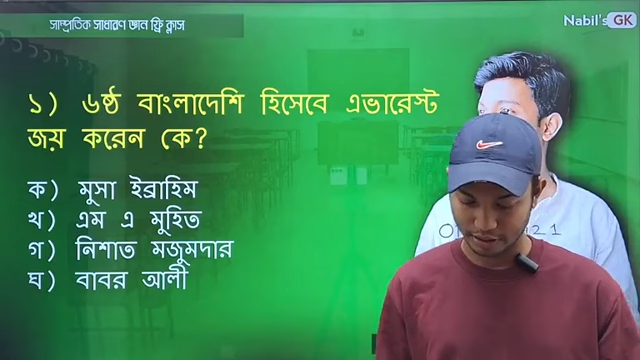 সাম্প্রতিক সাধারণ জ্ঞান ফ্রি ক্লাস
Nabil's GK
১) ৬ষ্ঠ বাংলাদেশি হিসেবে এভারেস্ট
জয় করেন কে?
ক) মুসা ইব্রাহিম
খ) এম এ মুহিত
গ) নিশাত মজুমদার
ঘ) বাবর আলী